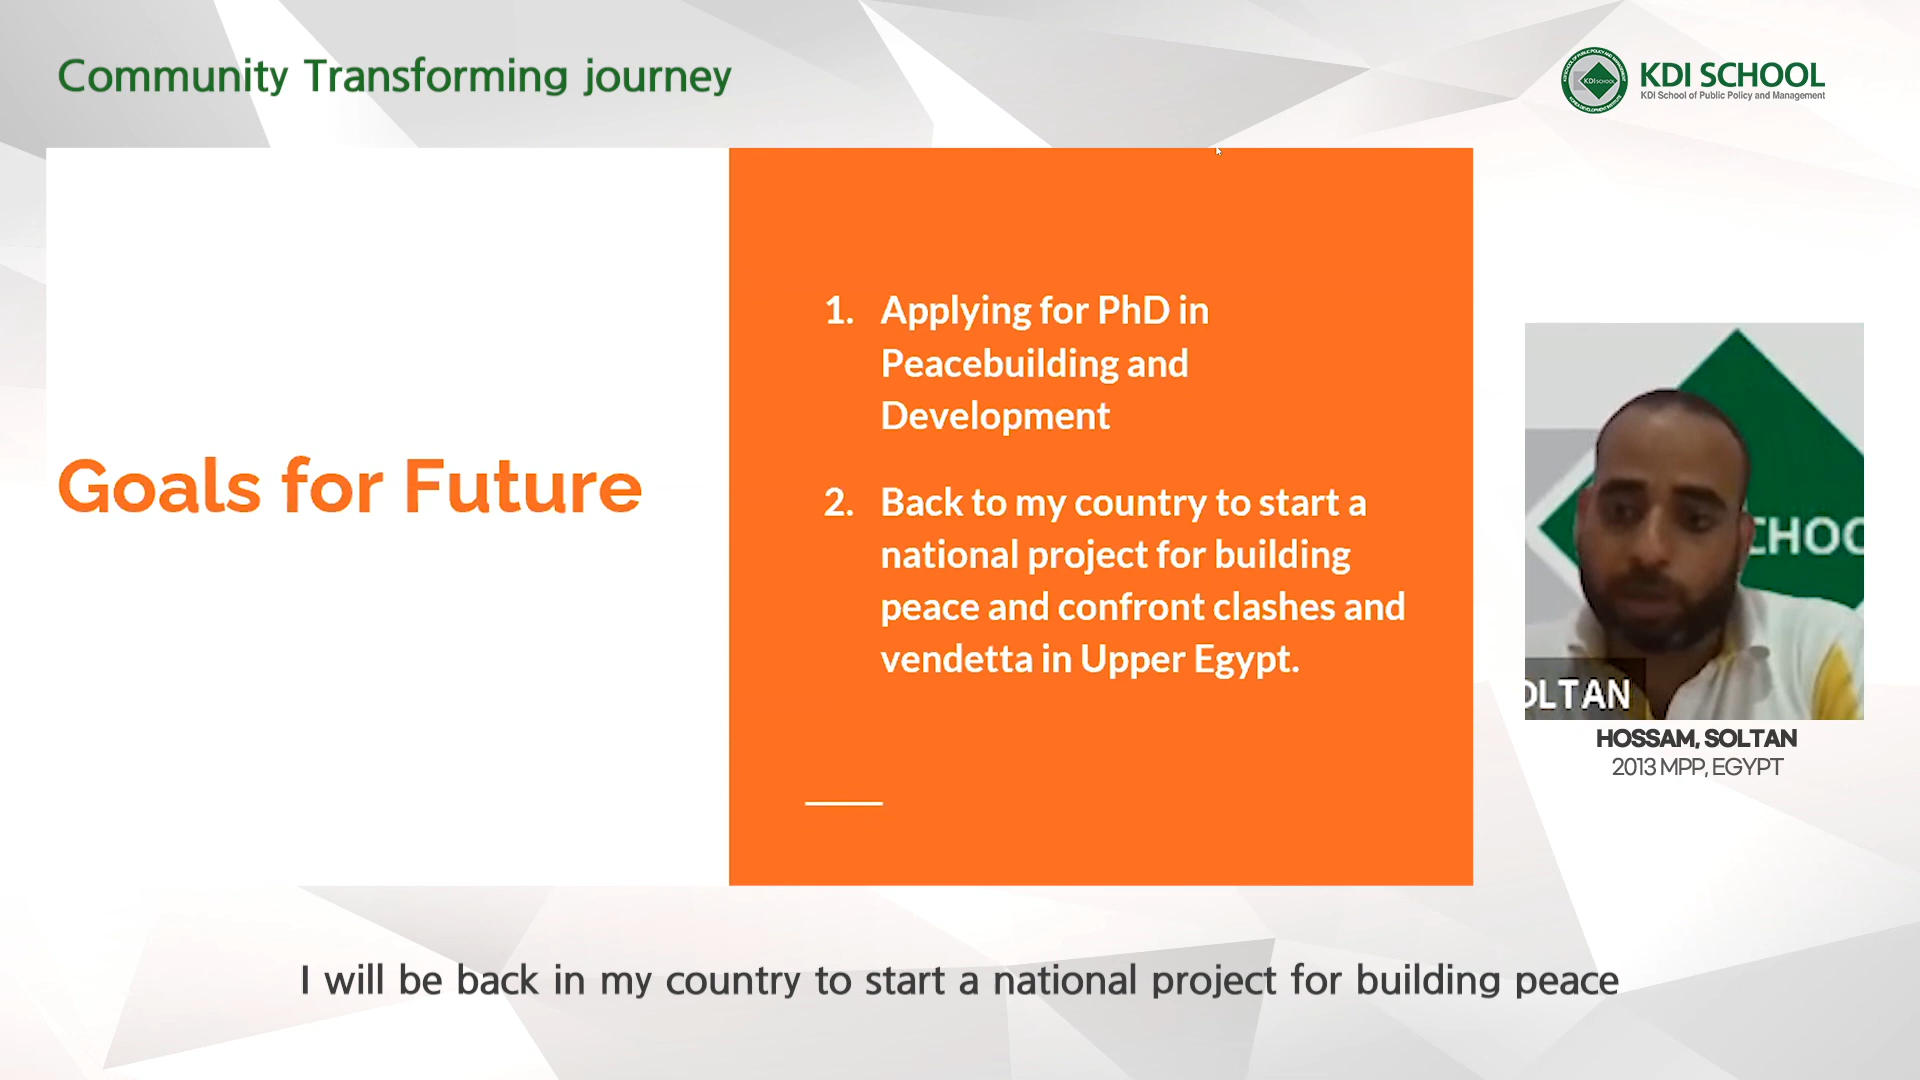 Community Transforming journey
KDI SCHOOL
KDI School of Public Policy and Management
Goals for Future
1. Applying for PhD in
Peacebuilding and
Development
2. Back to my country to start a
national project for building
peace and confront clashes and
vendetta in Upper Egypt.
CHOO
OLTAN
HOSSAM, SOLTAN
2013 MPP, EGYPT
I will be back in my country to start a national project for building peace